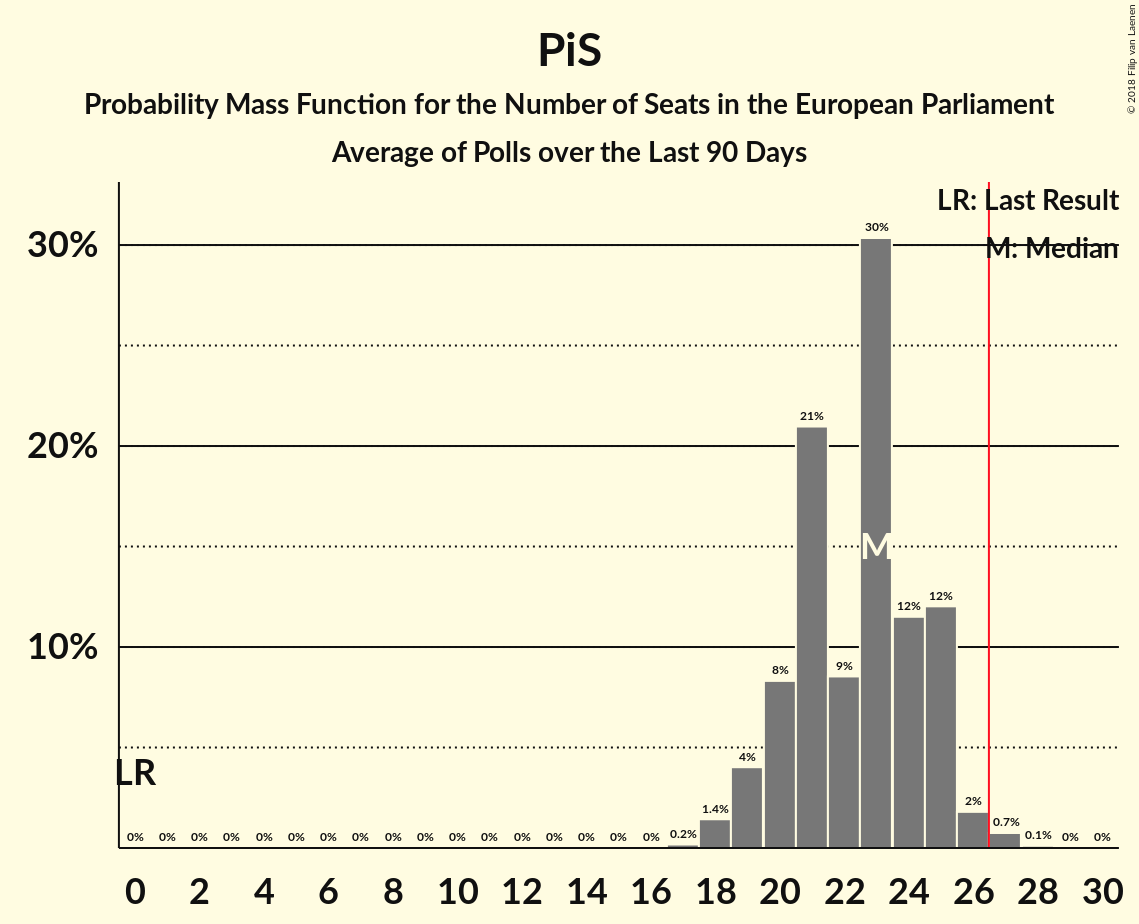 PiS
Probability Mass Function for the Number of Seats in the European Parliament
Average of Polls over the Last 90 Days
© 2018 Filip van Laenen
LR: Last Result
M: Median
30%
20%
10%
30%
21%
M
12%
12%
9%
8%
4%
LR
2%
1.4%
0.7%
0% 0% 0% 0% 0% 0% 0% 0% 0% 0% 0% 0% 0% 0% 0% 0% 0% 0.2% 0.1% 0% 0%
0 2 4 6 8 10 12 14 16 18 20 22 24 26 28 30